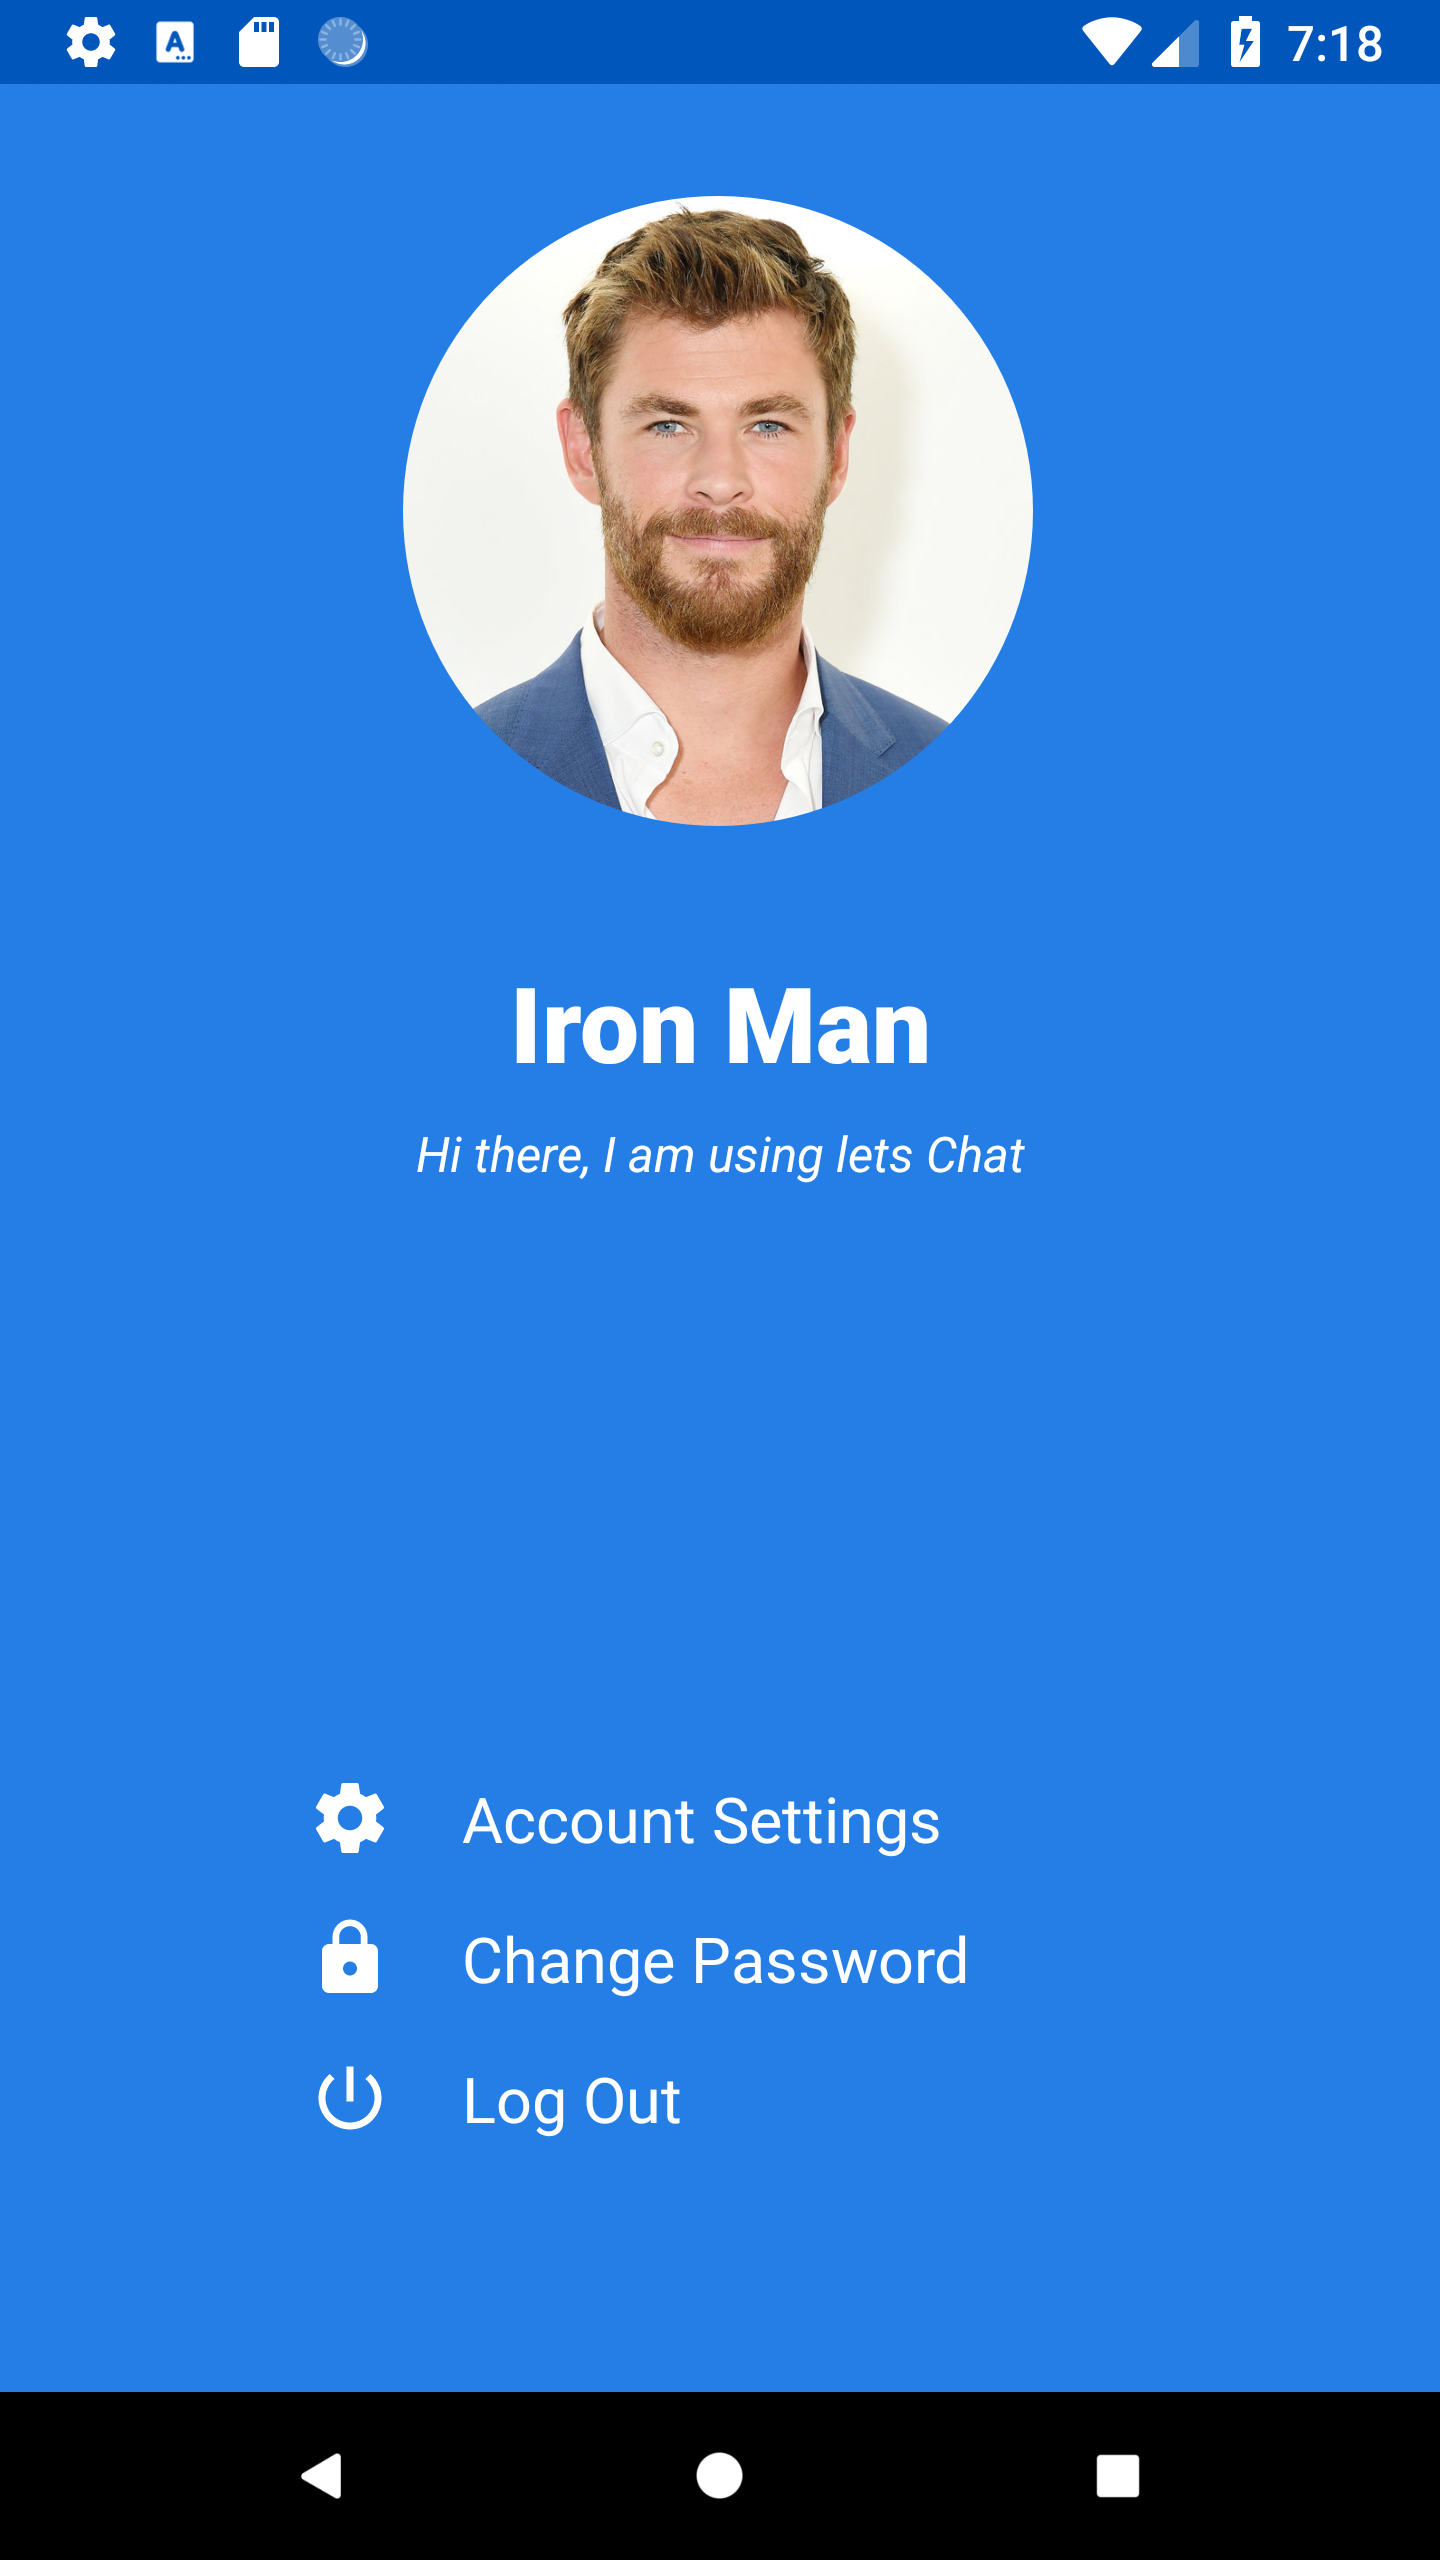 7:18
Iron Man
Hi there, I am using lets Chat
Account Settings
Change Password
Log Out